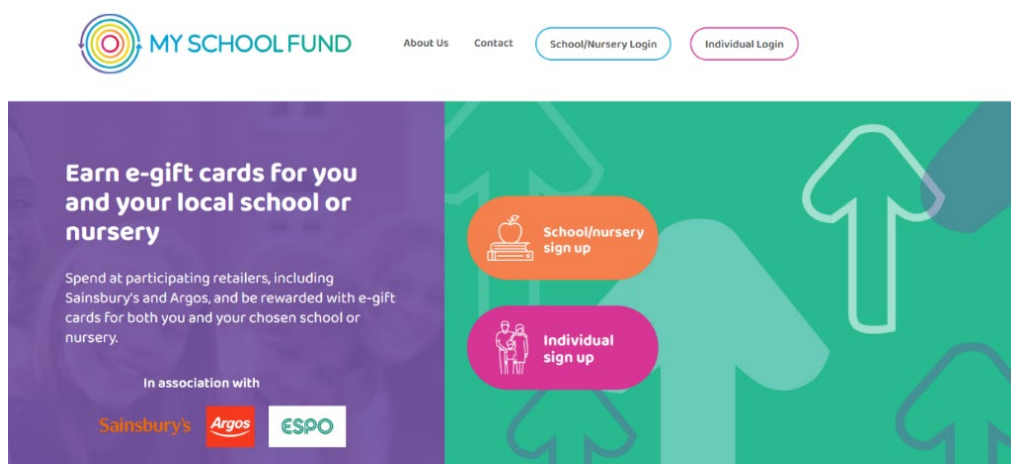 MY SCHOOL FUND
About Us
Contact
School/Nursery Login
Individual Login
Earn e-gift cards for you
and your local school or
nursery
Spend at participating retailers, including
Sainsbury's and Argos, and be rewarded with e-gift
cards for both you and your chosen school or
nursery.
In association with
Sainsbury's
Argos
ESPO
School/nursery
sign up
Individual
sign up